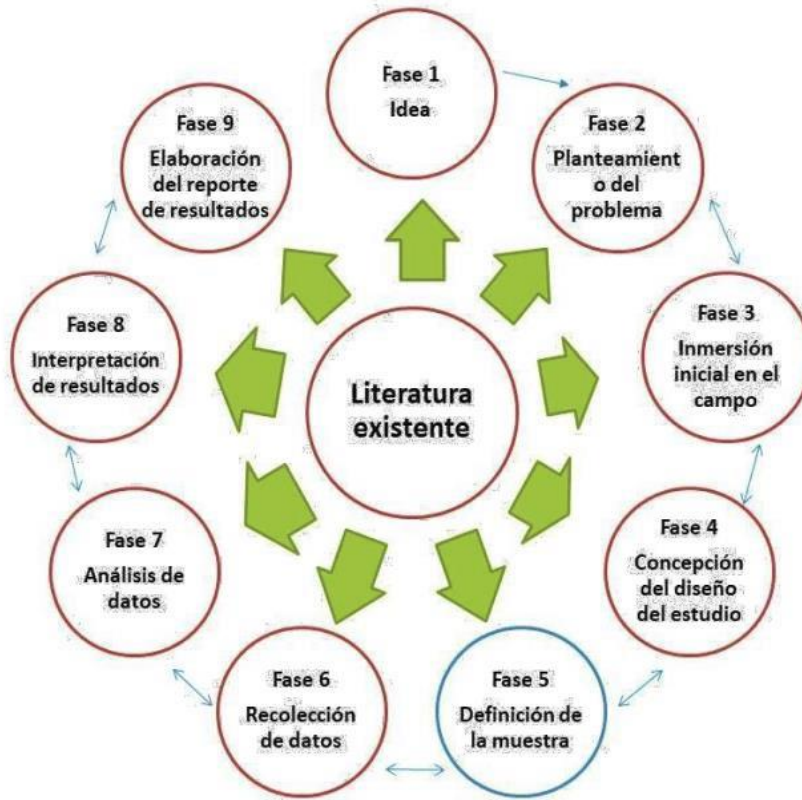 Fase 1
Idea
Fase 2
Planteamient
o del
problema
Fase 3
Inmersión
inicial en el
campo
Fase 4
Concepción
del diseño
del estudio
Fase 5
Definición de
la muestra
Fase 6
Recolección
de datos
Fase 7
Análisis de
datos
Fase 8
Interpretación
de resultados
Fase 9
Elaboración
del reporte
de resultados
Literatura
existente